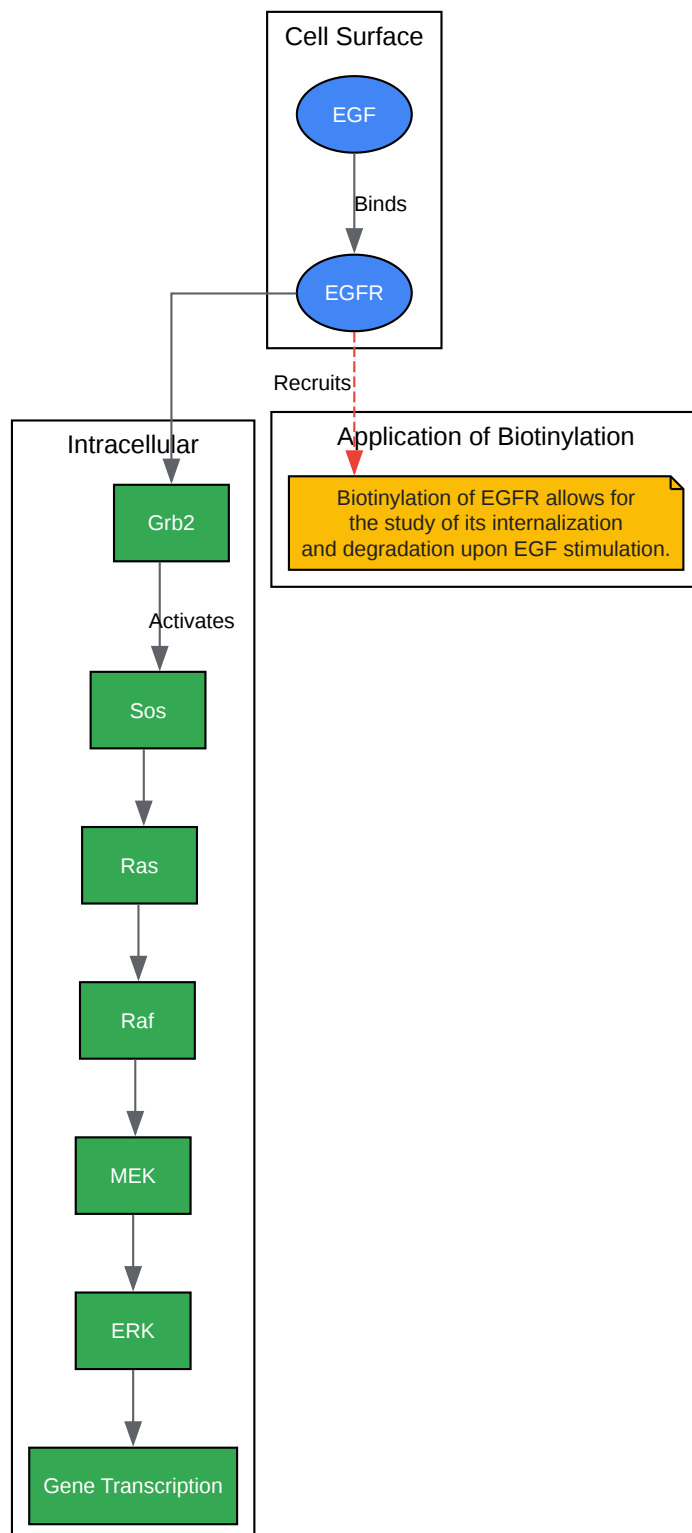 Cell Surface
EGF
Binds
EGFR
Recruits
Intracellular
Application of Biotinylation
Biotinylation of EGFR allows for
the study of its internalization
and degradation upon EGF stimulation.
Grb2
Activates
Sos
Ras
Raf
MEK
ERK
Gene Transcription